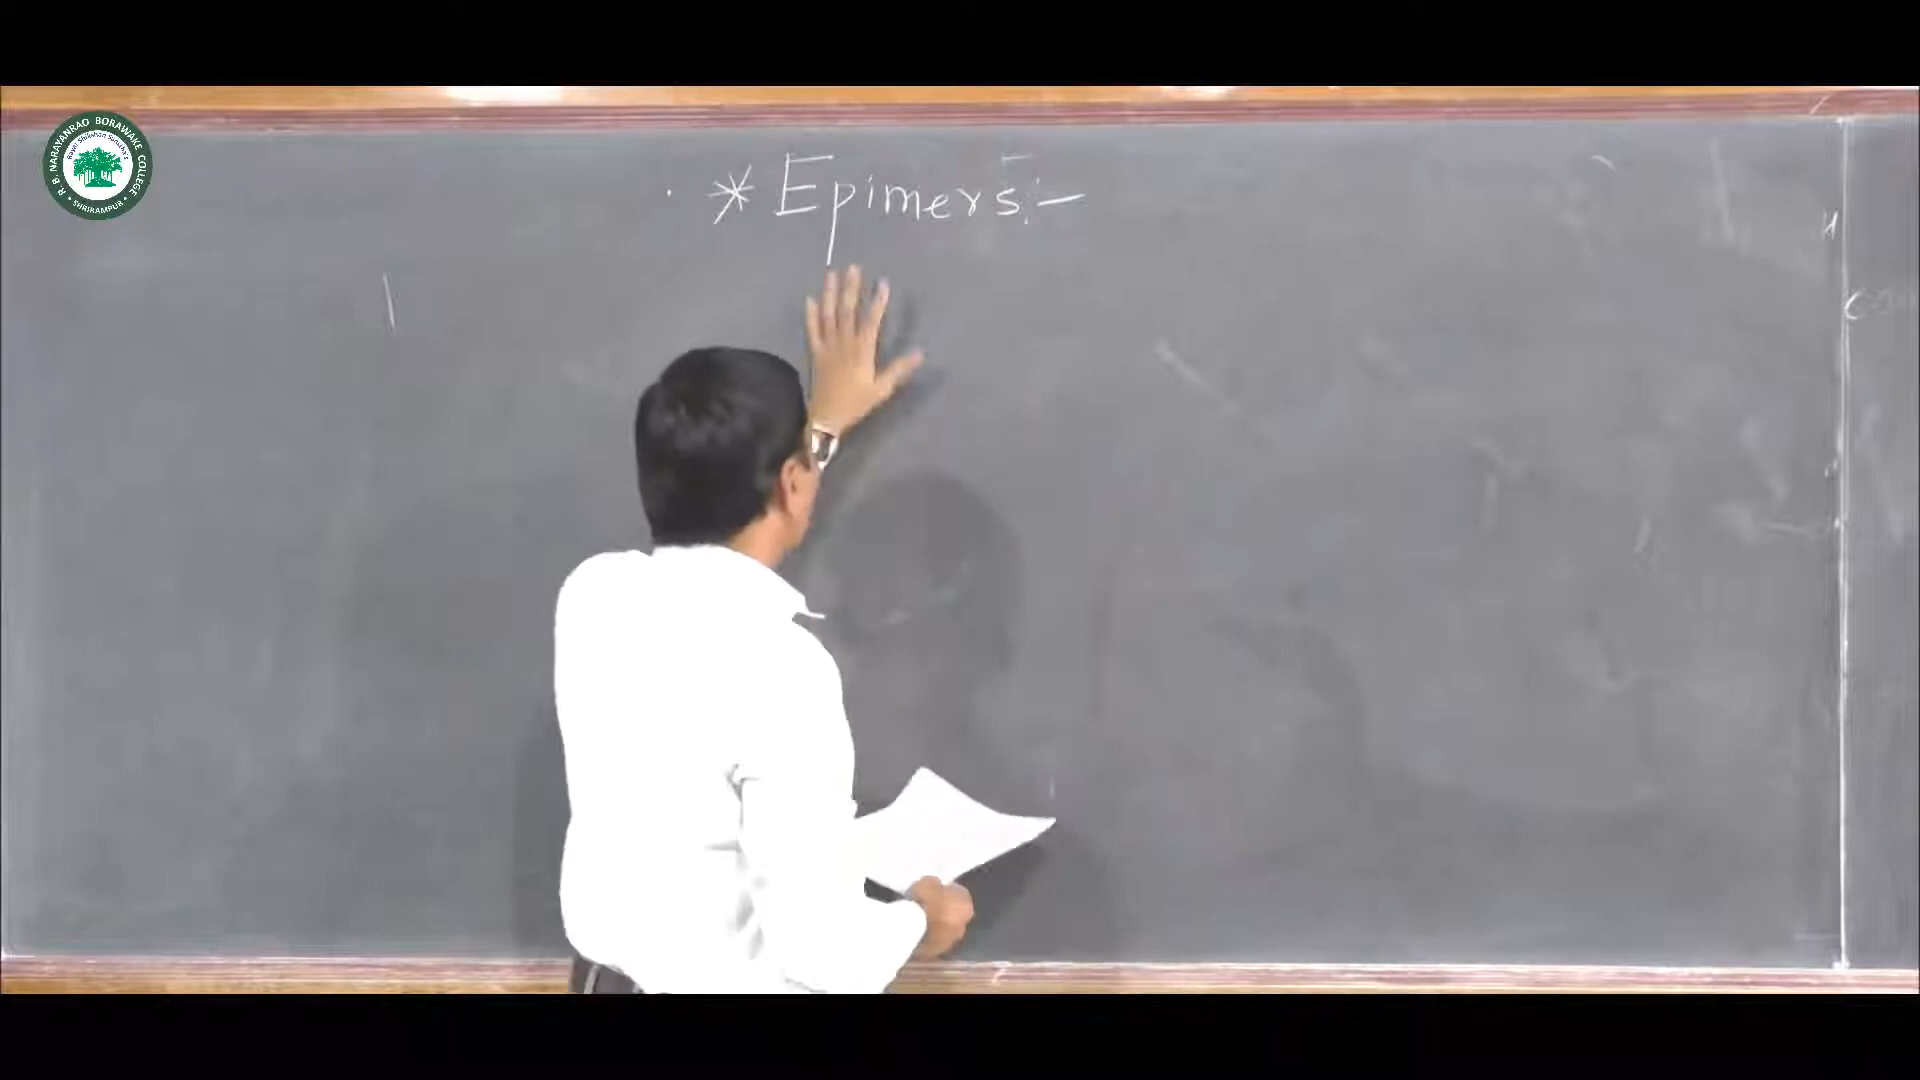 * Epimers:-
R. B. NARAYANRAO BORAWAKE COLLEGE
• SHRIRAMPUR •